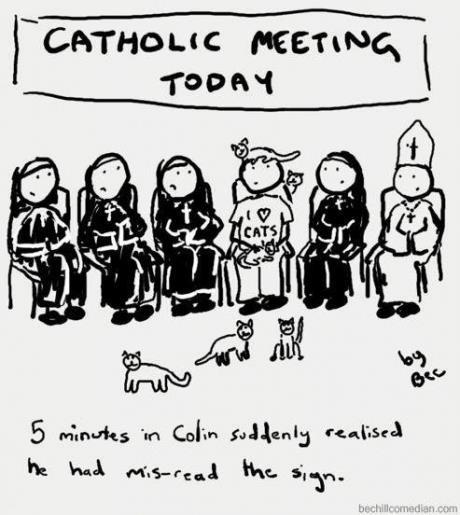 CATHOLIC MEETING
TODAY
I ♥
CATS
by
Bec
5 minutes in Colin suddenly realised
he had mis-read the sign.
bechillcomedian.com